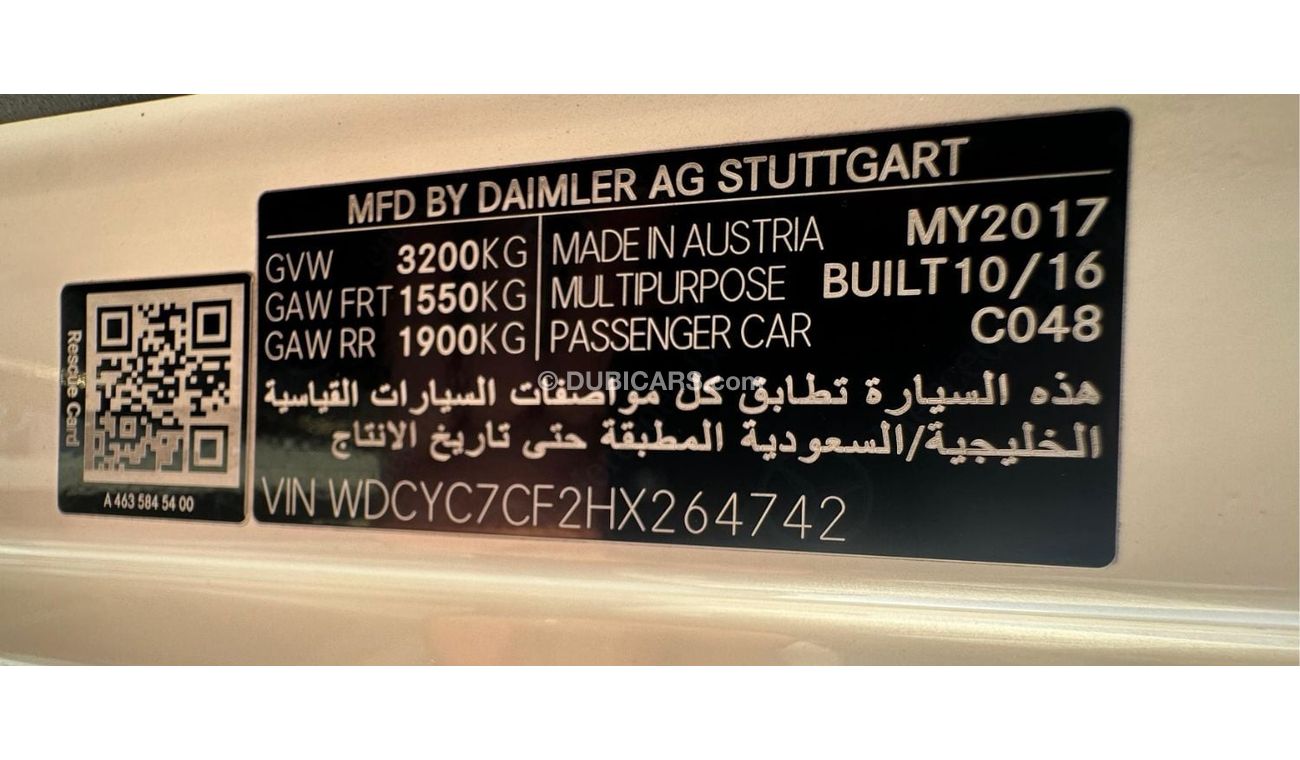 MFD BY DAIMLER AG STUTTGART
GVW 3200KG
GAW FRT 1550KG
GAW RR 1900KG
MADE IN AUSTRIA MY2017
MULTIPURPOSE BUILT 10/16
PASSENGER CAR C048
هذه السيارة تطابق كل مواصفات السيارات القياسية
الخليجية/السعودية المطبقة حتى تاريخ الانتاج
VIN WDCYC7CF2HX264742
Rescue Card
A 463 584 54 00
© DUBICARS.com